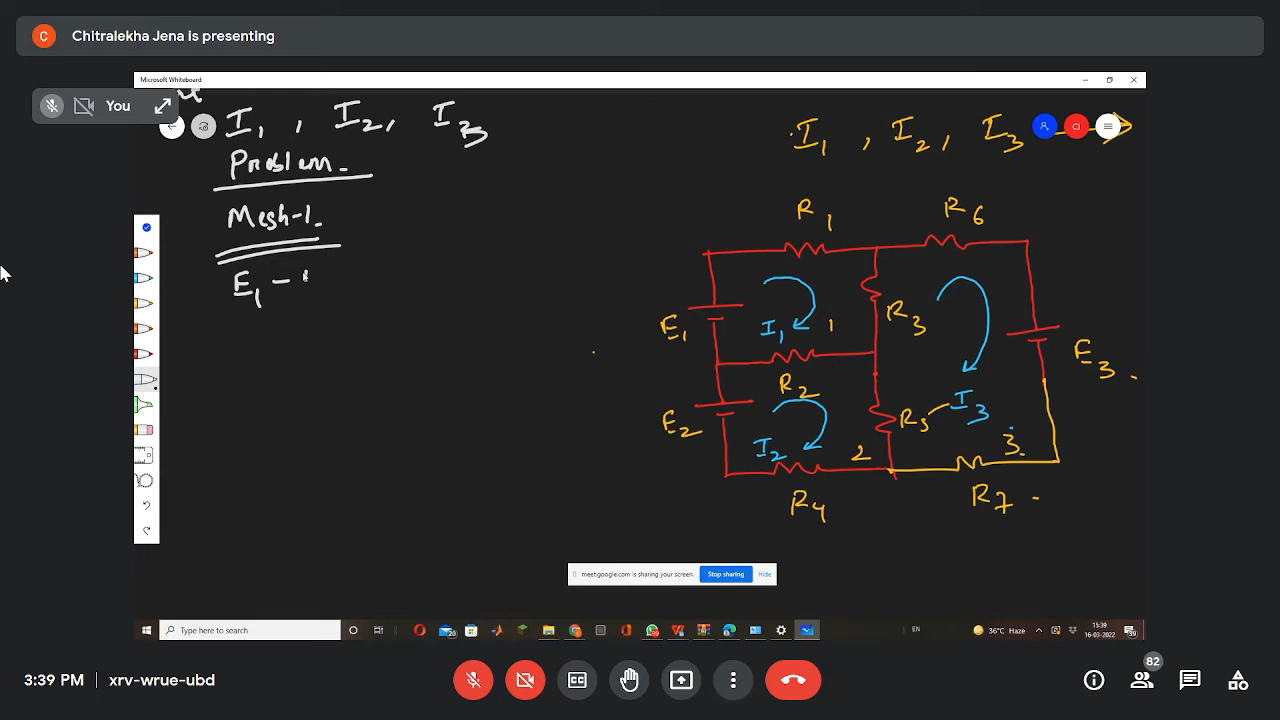 C Chitralekha Jena is presenting
Microsoft Whiteboard
You
I1 , I2, I3
Problem.
Mesh-1.
E1 -
I1 , I2, I3
CJ
R1
R6
E1
I1
1
R3
E3
R2
E2
I2
R5
I3
2
3
R4
R7
meet.google.com is sharing your screen.
Stop sharing
Hide
Type here to search
36°C Haze
EN
15:39
16-03-2022
3:39 PM | xrv-wrue-ubd
82